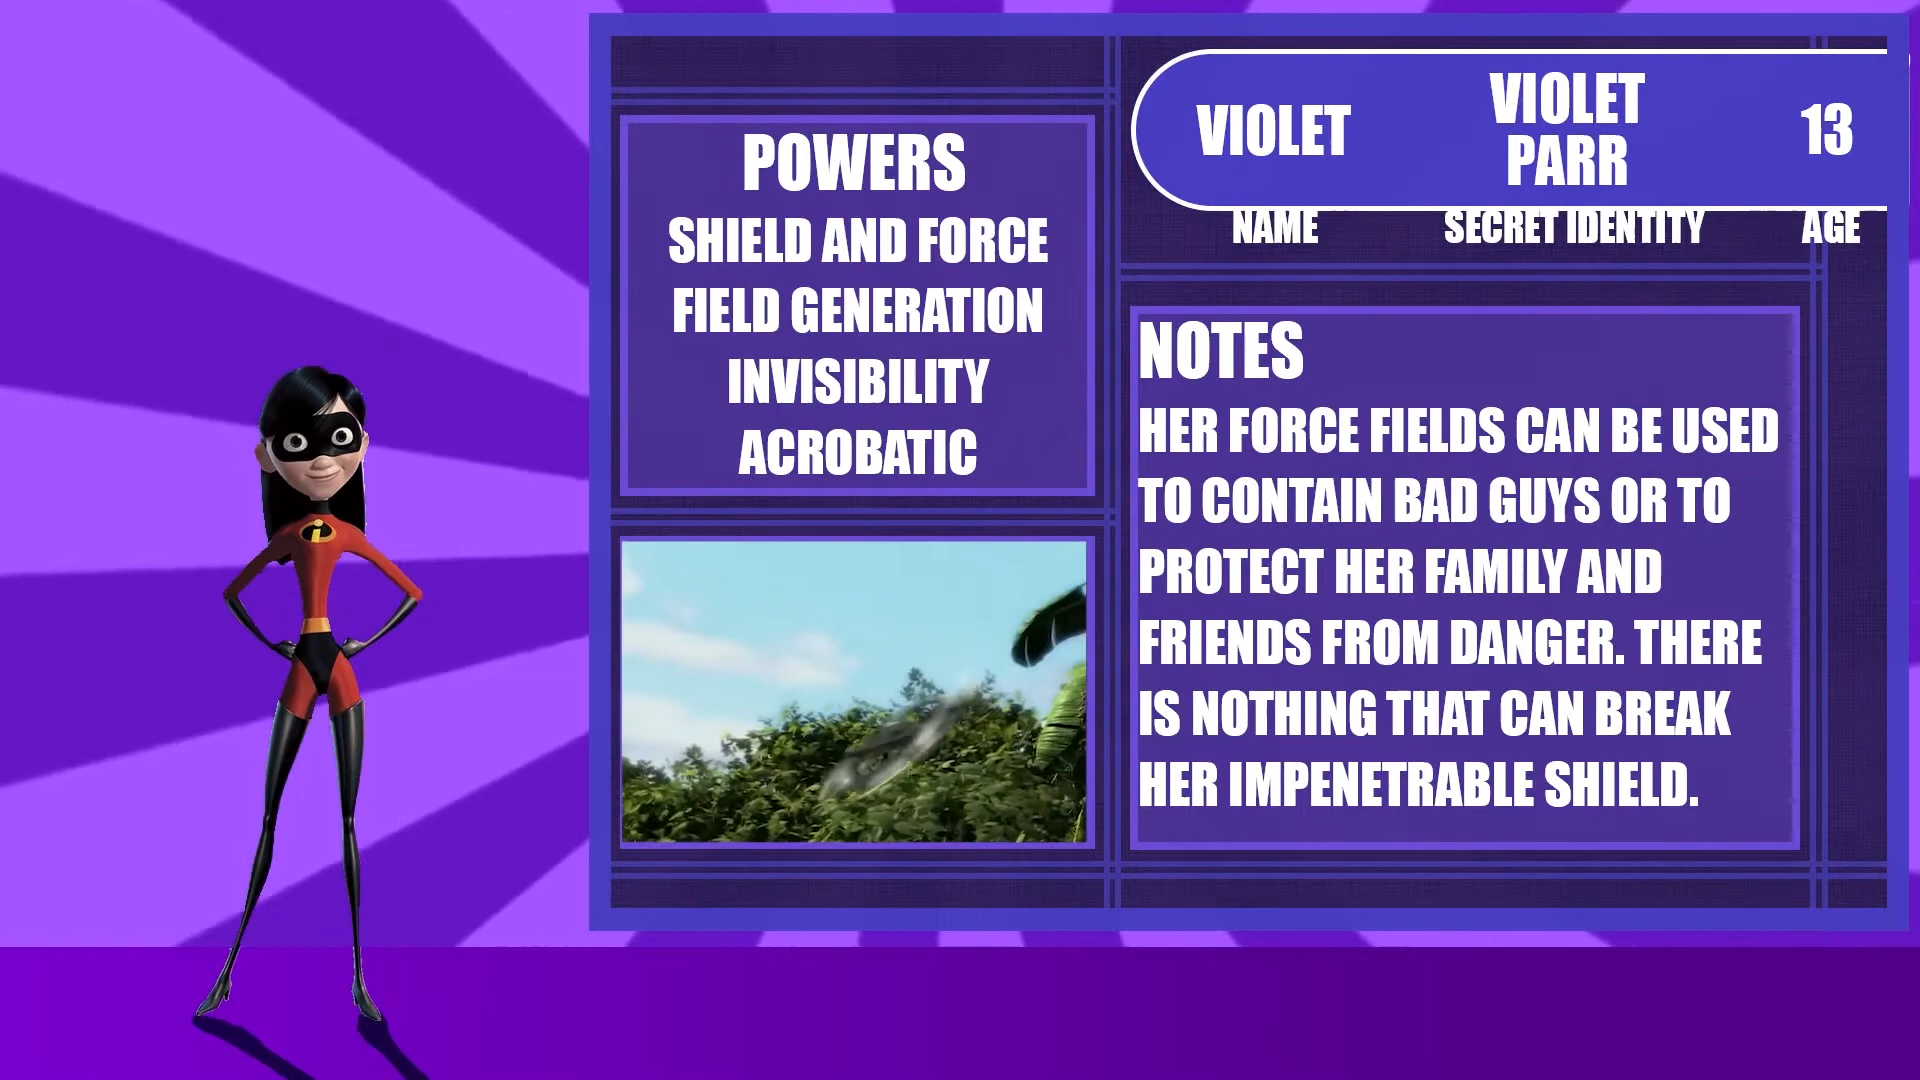 POWERS
SHIELD AND FORCE
FIELD GENERATION
INVISIBILITY
ACROBATIC
VIOLET
VIOLET
PARR
13
NAME
SECRET IDENTITY
AGE
NOTES
HER FORCE FIELDS CAN BE USED
TO CONTAIN BAD GUYS OR TO
PROTECT HER FAMILY AND
FRIENDS FROM DANGER. THERE
IS NOTHING THAT CAN BREAK
HER IMPENETRABLE SHIELD.